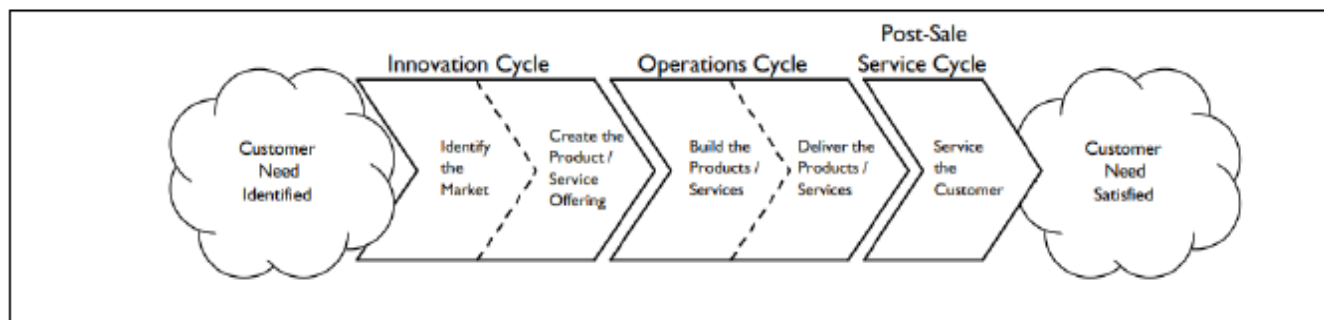 Customer
Need
Identified
Innovation Cycle
Identify
the
Market
Create the
Product /
Service
Offering
Operations Cycle
Build the
Products /
Services
Deliver the
Products /
Services
Post-Sale
Service Cycle
Service
the
Customer
Customer
Need
Satisfied